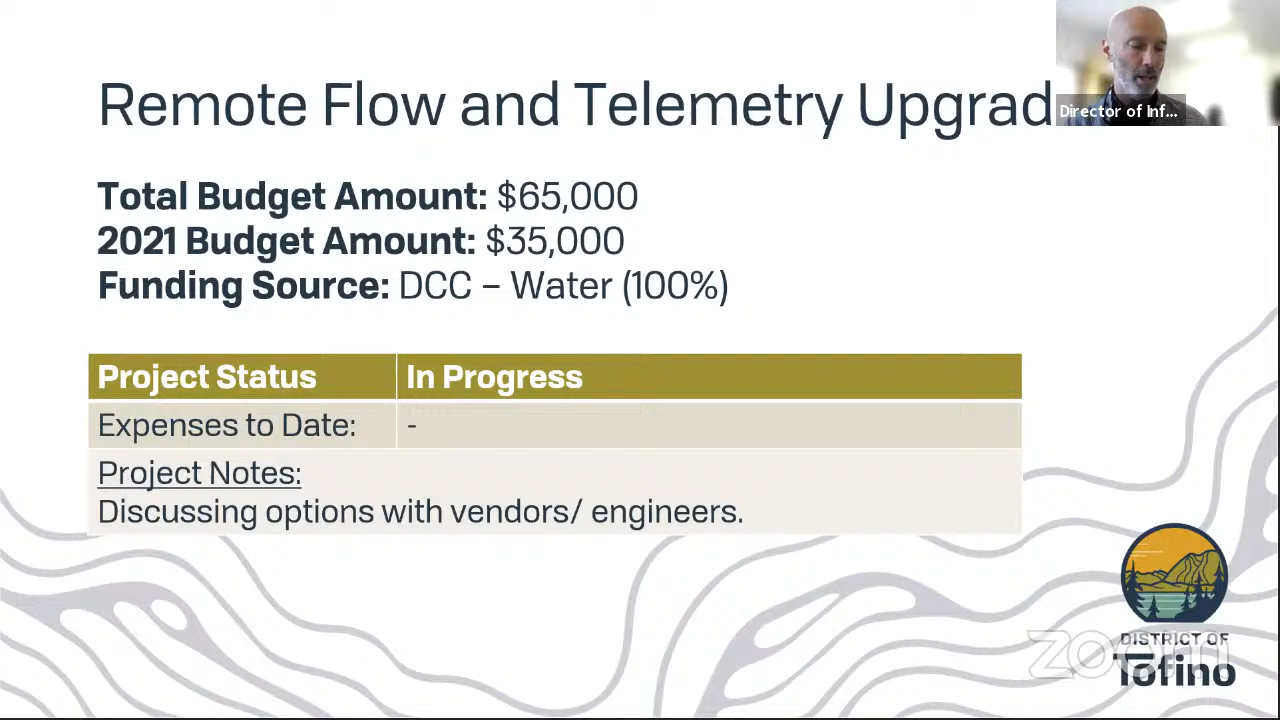 Remote Flow and Telemetry Upgrad
Director of Inf...
Total Budget Amount: $65,000
2021 Budget Amount: $35,000
Funding Source: DCC – Water (100%)
Project Status In Progress
Expenses to Date: -
Project Notes:
Discussing options with vendors/ engineers.
DISTRICT OF
zoom
Tofino